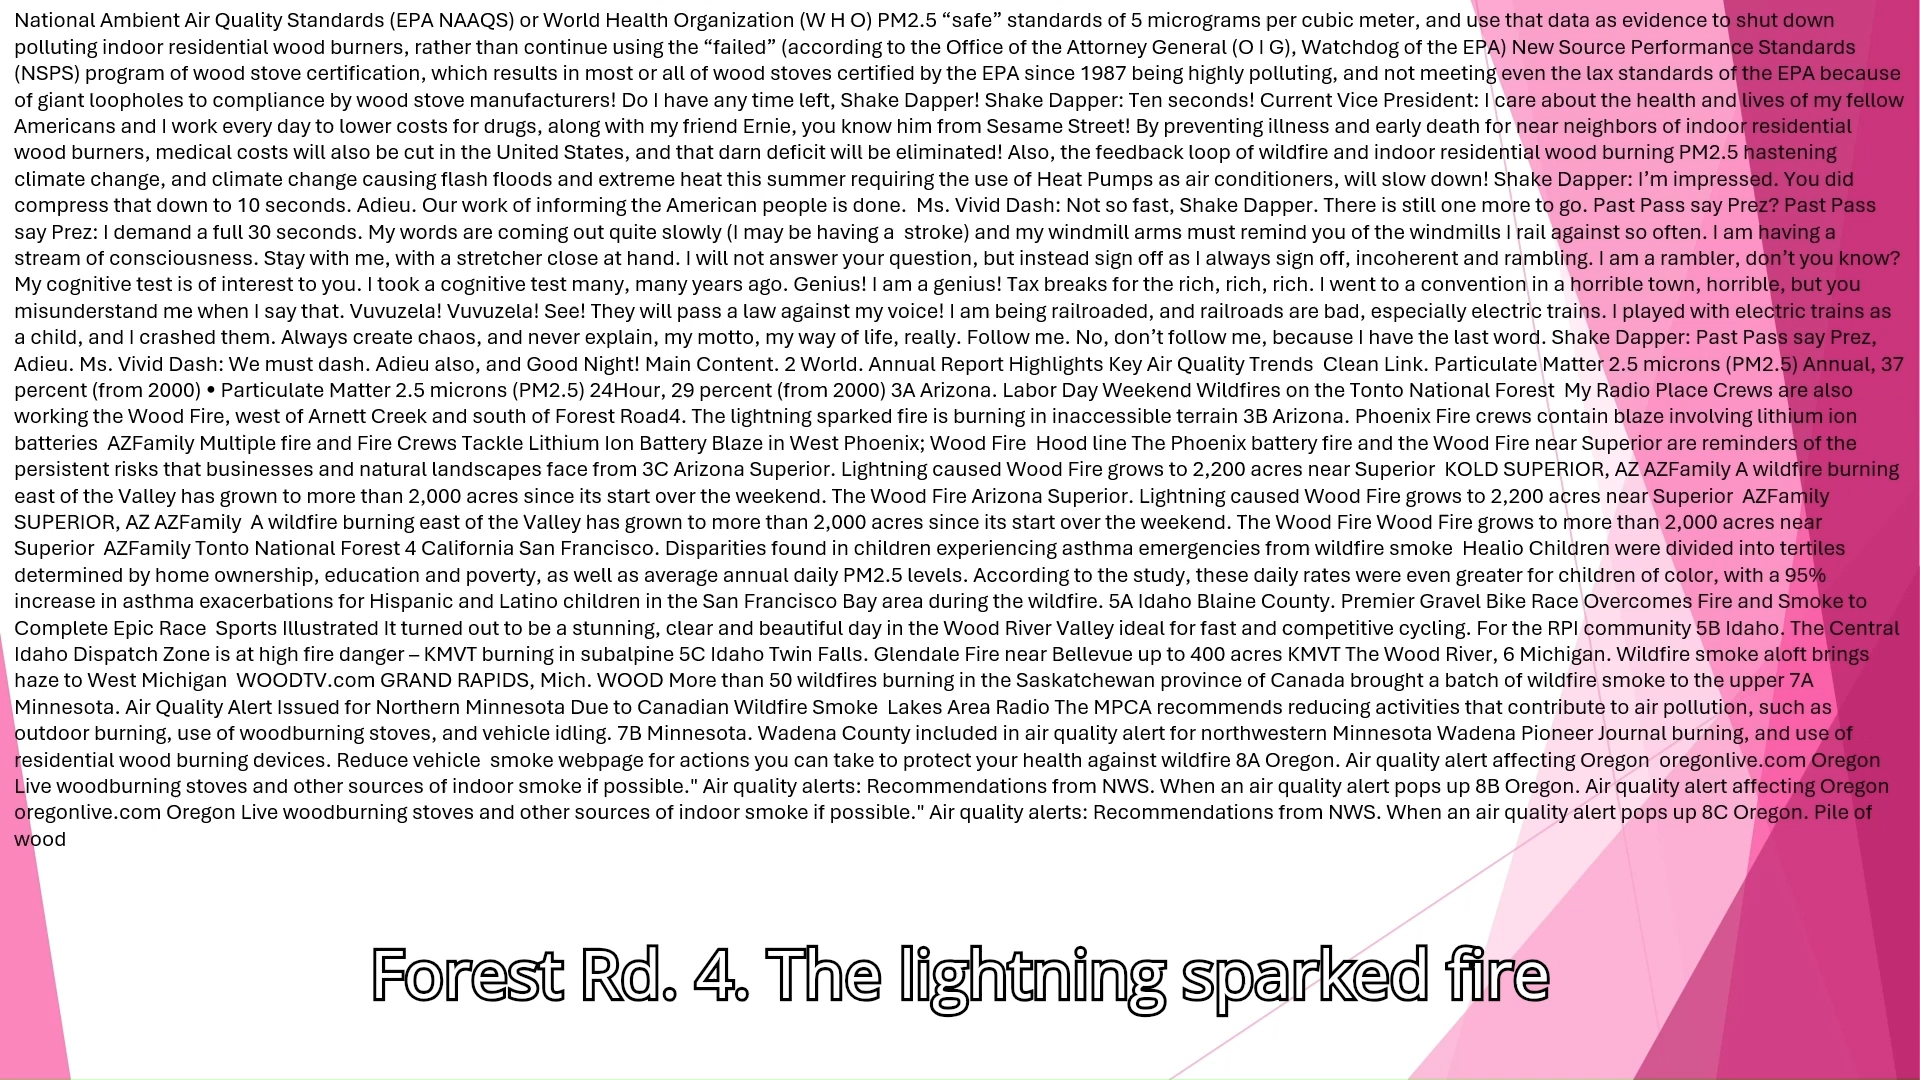 National Ambient Air Quality Standards (EPA NAAQS) or World Health Organization (W H O) PM2.5 “safe” standards of 5 micrograms per cubic meter, and use that data as evidence to shut down
polluting indoor residential wood burners, rather than continue using the “failed” (according to the Office of the Attorney General (O I G), Watchdog of the EPA) New Source Performance Standards
(NSPS) program of wood stove certification, which results in most or all of wood stoves certified by the EPA since 1987 being highly polluting, and not meeting even the lax standards of the EPA because
of giant loopholes to compliance by wood stove manufacturers! Do I have any time left, Shake Dapper! Shake Dapper: Ten seconds! Current Vice President: I care about the health and lives of my fellow
Americans and I work every day to lower costs for drugs, along with my friend Ernie, you know him from Sesame Street! By preventing illness and early death for near neighbors of indoor residential
wood burners, medical costs will also be cut in the United States, and that darn deficit will be eliminated! Also, the feedback loop of wildfire and indoor residential wood burning PM2.5 hastening
climate change, and climate change causing flash floods and extreme heat this summer requiring the use of Heat Pumps as air conditioners, will slow down! Shake Dapper: I’m impressed. You did
compress that down to 10 seconds. Adieu. Our work of informing the American people is done.  Ms. Vivid Dash: Not so fast, Shake Dapper. There is still one more to go. Past Pass say Prez? Past Pass
say Prez: I demand a full 30 seconds. My words are coming out quite slowly (I may be having a  stroke) and my windmill arms must remind you of the windmills I rail against so often. I am having a
stream of consciousness. Stay with me, with a stretcher close at hand. I will not answer your question, but instead sign off as I always sign off, incoherent and rambling. I am a rambler, don’t you know?
My cognitive test is of interest to you. I took a cognitive test many, many years ago. Genius! I am a genius! Tax breaks for the rich, rich, rich. I went to a convention in a horrible town, horrible, but you
misunderstand me when I say that. Vuvuzela! Vuvuzela! See! They will pass a law against my voice! I am being railroaded, and railroads are bad, especially electric trains. I played with electric trains as
a child, and I crashed them. Always create chaos, and never explain, my motto, my way of life, really. Follow me. No, don’t follow me, because I have the last word. Shake Dapper: Past Pass say Prez,
Adieu. Ms. Vivid Dash: We must dash. Adieu also, and Good Night! Main Content. 2 World. Annual Report Highlights Key Air Quality Trends  Clean Link. Particulate Matter 2.5 microns (PM2.5) Annual, 37
percent (from 2000) • Particulate Matter 2.5 microns (PM2.5) 24Hour, 29 percent (from 2000) 3A Arizona. Labor Day Weekend Wildfires on the Tonto National Forest  My Radio Place Crews are also
working the Wood Fire, west of Arnett Creek and south of Forest Road4. The lightning sparked fire is burning in inaccessible terrain 3B Arizona. Phoenix Fire crews contain blaze involving lithium ion
batteries  AZFamily Multiple fire and Fire Crews Tackle Lithium Ion Battery Blaze in West Phoenix; Wood Fire  Hood line The Phoenix battery fire and the Wood Fire near Superior are reminders of the
persistent risks that businesses and natural landscapes face from 3C Arizona Superior. Lightning caused Wood Fire grows to 2,200 acres near Superior  KOLD SUPERIOR, AZ AZFamily A wildfire burning
east of the Valley has grown to more than 2,000 acres since its start over the weekend. The Wood Fire Arizona Superior. Lightning caused Wood Fire grows to 2,200 acres near Superior  AZFamily
SUPERIOR, AZ AZFamily  A wildfire burning east of the Valley has grown to more than 2,000 acres since its start over the weekend. The Wood Fire Wood Fire grows to more than 2,000 acres near
Superior  AZFamily Tonto National Forest 4 California San Francisco. Disparities found in children experiencing asthma emergencies from wildfire smoke  Healio Children were divided into tertiles
determined by home ownership, education and poverty, as well as average annual daily PM2.5 levels. According to the study, these daily rates were even greater for children of color, with a 95%
increase in asthma exacerbations for Hispanic and Latino children in the San Francisco Bay area during the wildfire. 5A Idaho Blaine County. Premier Gravel Bike Race Overcomes Fire and Smoke to
Complete Epic Race  Sports Illustrated It turned out to be a stunning, clear and beautiful day in the Wood River Valley ideal for fast and competitive cycling. For the RPI community 5B Idaho. The Central
Idaho Dispatch Zone is at high fire danger – KMVT burning in subalpine 5C Idaho Twin Falls. Glendale Fire near Bellevue up to 400 acres KMVT The Wood River, 6 Michigan. Wildfire smoke aloft brings
haze to West Michigan  WOODTV.com GRAND RAPIDS, Mich. WOOD More than 50 wildfires burning in the Saskatchewan province of Canada brought a batch of wildfire smoke to the upper 7A
Minnesota. Air Quality Alert Issued for Northern Minnesota Due to Canadian Wildfire Smoke  Lakes Area Radio The MPCA recommends reducing activities that contribute to air pollution, such as
outdoor burning, use of woodburning stoves, and vehicle idling. 7B Minnesota. Wadena County included in air quality alert for northwestern Minnesota Wadena Pioneer Journal burning, and use of
residential wood burning devices. Reduce vehicle  smoke webpage for actions you can take to protect your health against wildfire 8A Oregon. Air quality alert affecting Oregon  oregonlive.com Oregon
Live woodburning stoves and other sources of indoor smoke if possible." Air quality alerts: Recommendations from NWS. When an air quality alert pops up 8B Oregon. Air quality alert affecting Oregon
oregonlive.com Oregon Live woodburning stoves and other sources of indoor smoke if possible." Air quality alerts: Recommendations from NWS. When an air quality alert pops up 8C Oregon. Pile of
wood
Forest Rd. 4. The lightning sparked fire